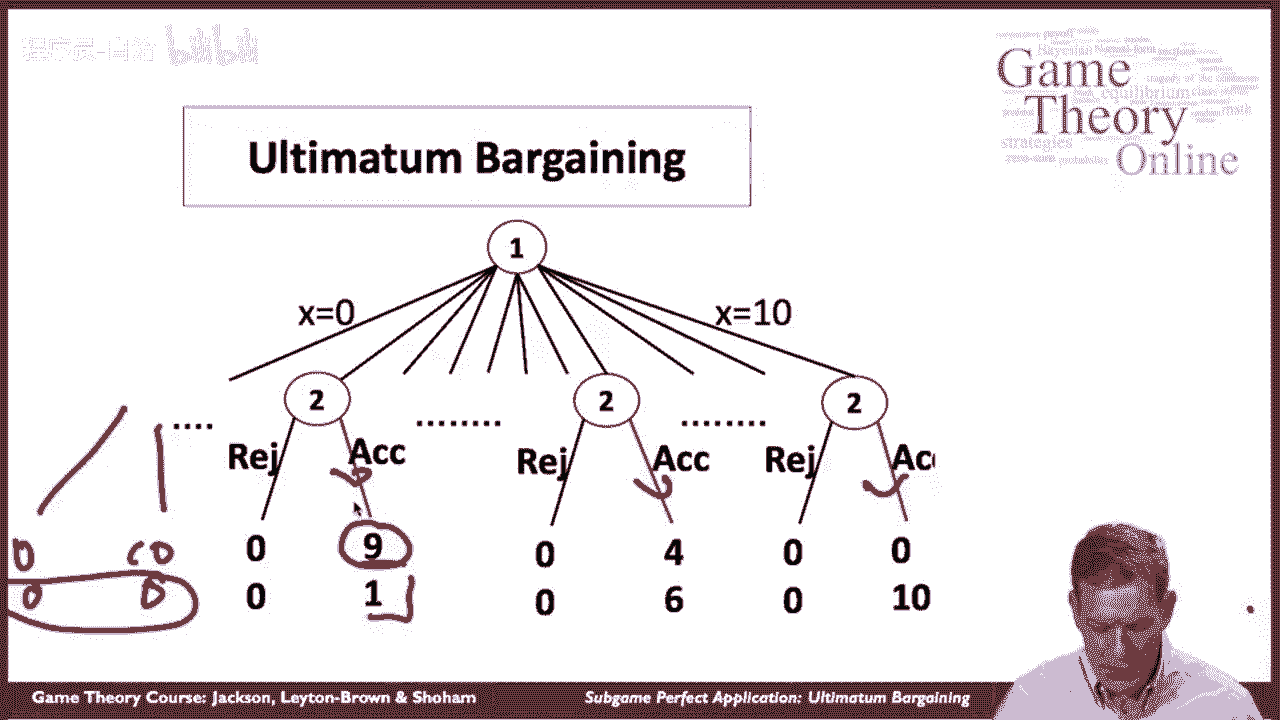 Game
Theory
Online
equilibrium
strategies
Ultimatum Bargaining
1
x=0
x=10
2
2
2
....
........
........
Rej
Acc
Rej
Acc
Rej
Acc
0
10
0
9
0
4
0
0
0
0
0
1
0
6
0
10
Game Theory Course: Jackson, Leyton-Brown & Shoham
Subgame Perfect Application: Ultimatum Bargaining